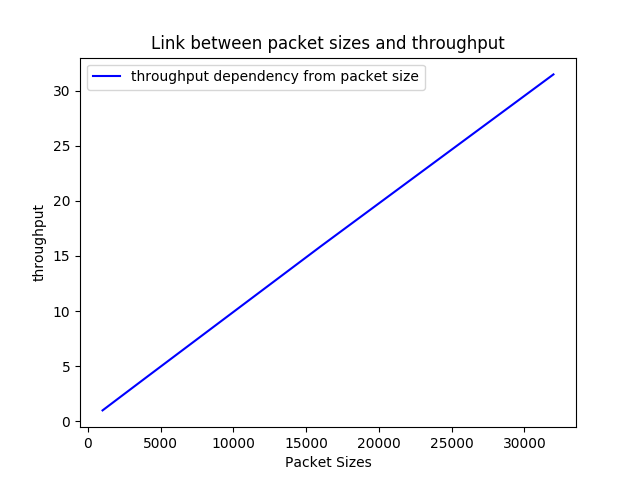 Link between packet sizes and throughput
throughput dependency from packet size
30
25
20
15
10
5
0
throughput
0 5000 10000 15000 20000 25000 30000
Packet Sizes